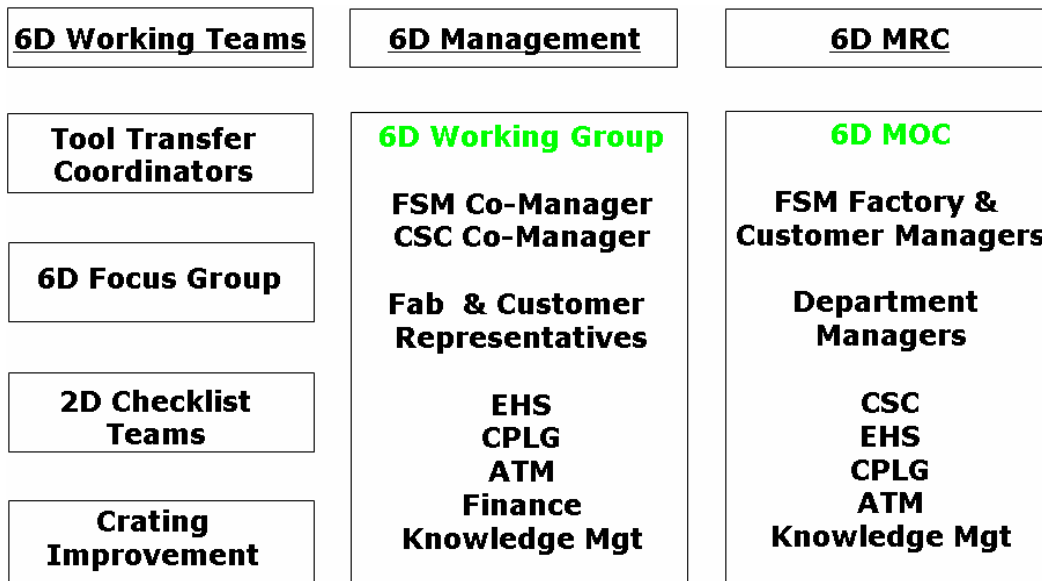 6D Working Teams
Tool Transfer
Coordinators
6D Focus Group
2D Checklist
Teams
Crating
Improvement
6D Management
6D Working Group
FSM Co-Manager
CSC Co-Manager
Fab & Customer
Representatives
EHS
CPLG
ATM
Finance
Knowledge Mgt
6D MRC
6D MOC
FSM Factory &
Customer Managers
Department
Managers
CSC
EHS
CPLG
ATM
Knowledge Mgt